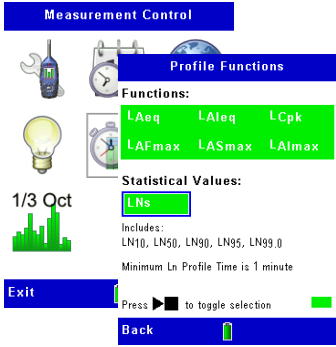 Measurement Control
Profile Functions
Functions:
LAeq LAIeq LCpk
LAFmax LASmax LAImax
Statistical Values:
LNs
Includes:
LN10, LN50, LN90, LN95, LN99.0
Minimum Ln Profile Time is 1 minute
Press to toggle selection
Back
1/3 Oct
Exit